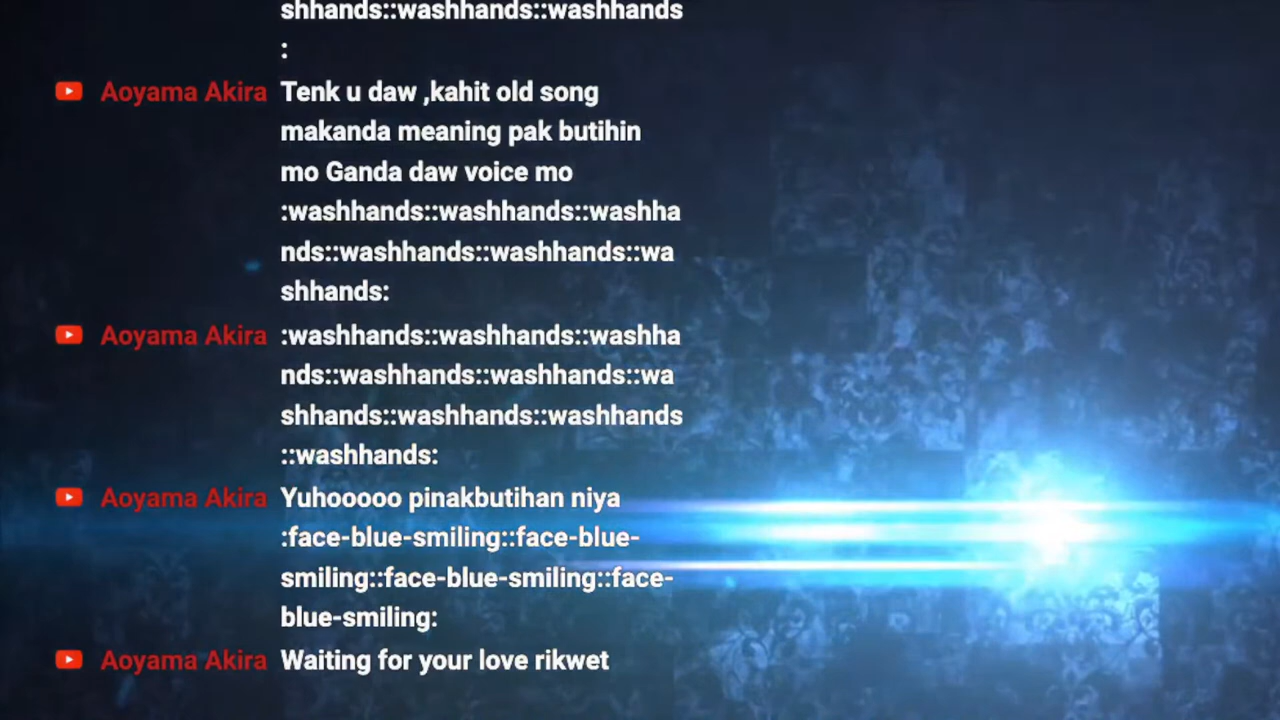 shhands::washhands::washhands
:
Aoyama Akira Tenk u daw ,kahit old song
makanda meaning pak butihin
mo Ganda daw voice mo
:washhands::washhands::washha
nds::washhands::washhands::wa
shhands:
Aoyama Akira :washhands::washhands::washha
nds::washhands::washhands::wa
shhands::washhands::washhands
::washhands:
Aoyama Akira Yuhooooo pinakbutihan niya
:face-blue-smiling::face-blue-
smiling::face-blue-smiling::face-
blue-smiling:
Aoyama Akira Waiting for your love rikwet